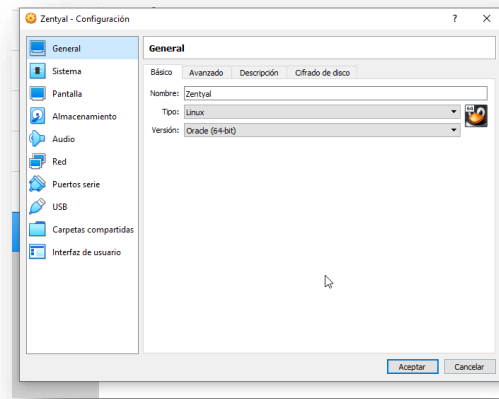 Zentyal - Configuración
? ×
General
Sistema
Pantalla
Almacenamiento
Audio
Red
Puertos serie
USB
Carpetas compartidas
Interfaz de usuario
General
Básico Avanzado Descripción Cifrado de disco
Nombre: Zentyal
Tipo: Linux
Versión: Oracle (64-bit)
64
Aceptar Cancelar